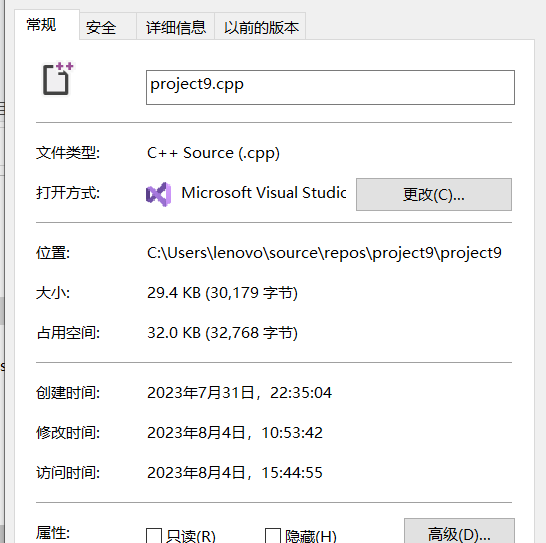 常规 安全 详细信息 以前的版本
project9.cpp
文件类型: C++ Source (.cpp)
打开方式: Microsoft Visual Studio 更改(C)...
位置: C:\Users\lenovo\source\repos\project9\project9
大小: 29.4 KB (30,179 字节)
占用空间: 32.0 KB (32,768 字节)
创建时间: 2023年7月31日，22:35:04
修改时间: 2023年8月4日，10:53:42
访问时间: 2023年8月4日，15:44:55
属性: 只读(R) 隐藏(H) 高级(D)...